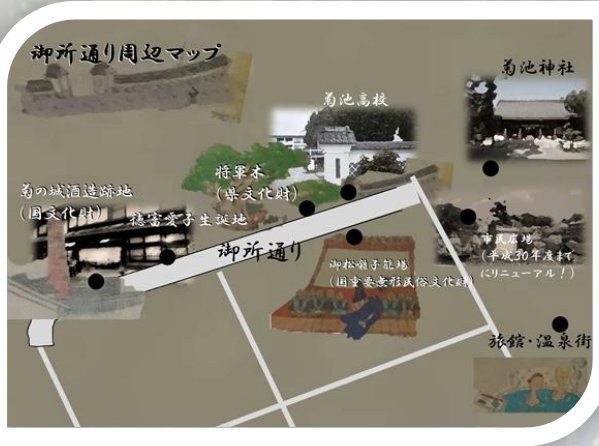 御所通り周辺マップ
菊池神社
菊池高校
将軍木
(県文化財)
菊の城酒造跡地
(国文化財)
徳富愛子生誕地
御所通り
御松囃子能場
(国重要無形民俗文化財)
市民広場
(平成30年度まで
にリニューアル!)
旅館・温泉街